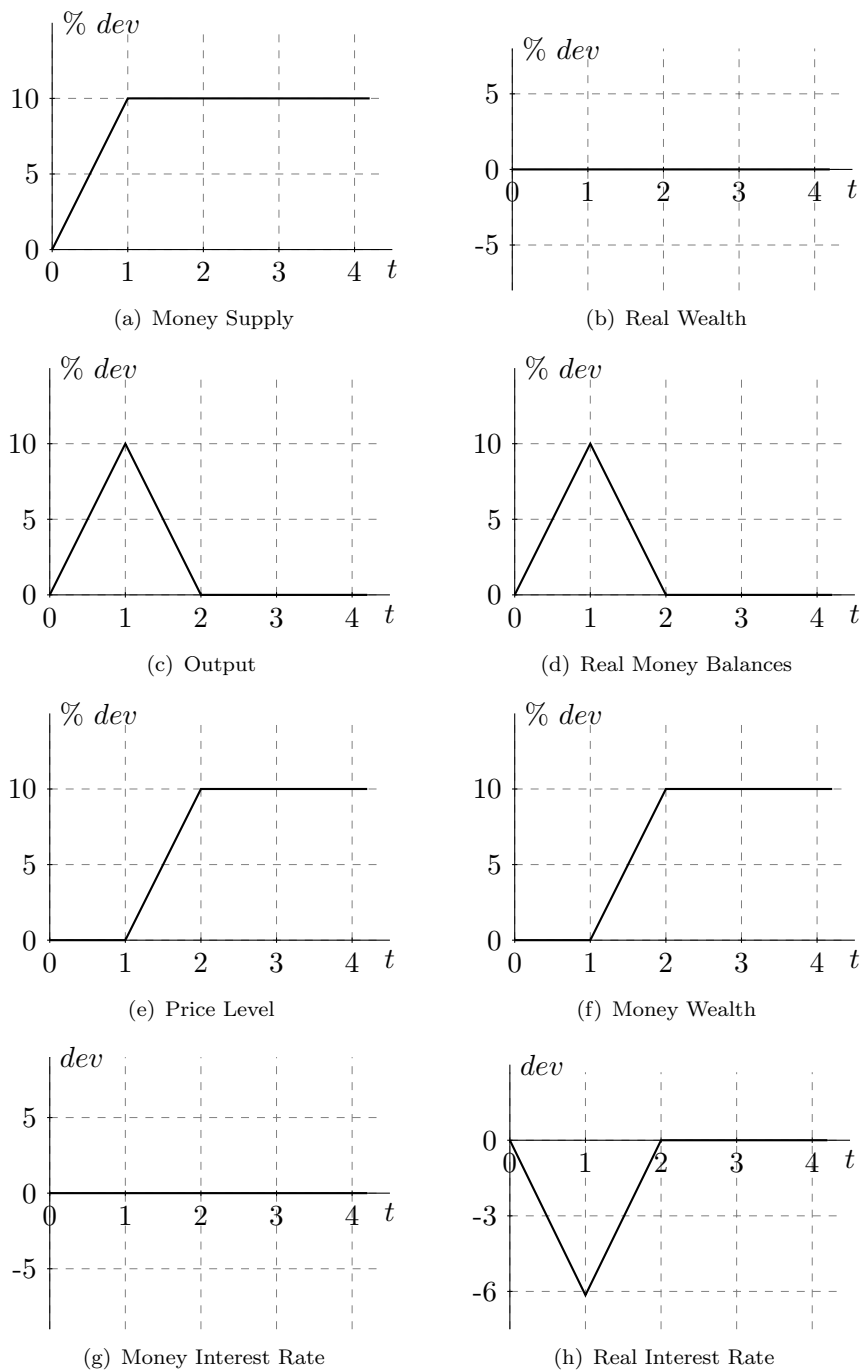 % dev
10
5
0
0 1 2 3 4 t
(a) Money Supply
% dev
5
0
0 1 2 3 4 t
-5
(b) Real Wealth
% dev
10
5
0
0 1 2 3 4 t
(c) Output
% dev
10
5
0
0 1 2 3 4 t
(d) Real Money Balances
% dev
10
5
0
0 1 2 3 4 t
(e) Price Level
% dev
10
5
0
0 1 2 3 4 t
(f) Money Wealth
dev
5
0
0 1 2 3 4 t
-5
(g) Money Interest Rate
dev
0
0 1 2 3 4 t
-3
-6
(h) Real Interest Rate